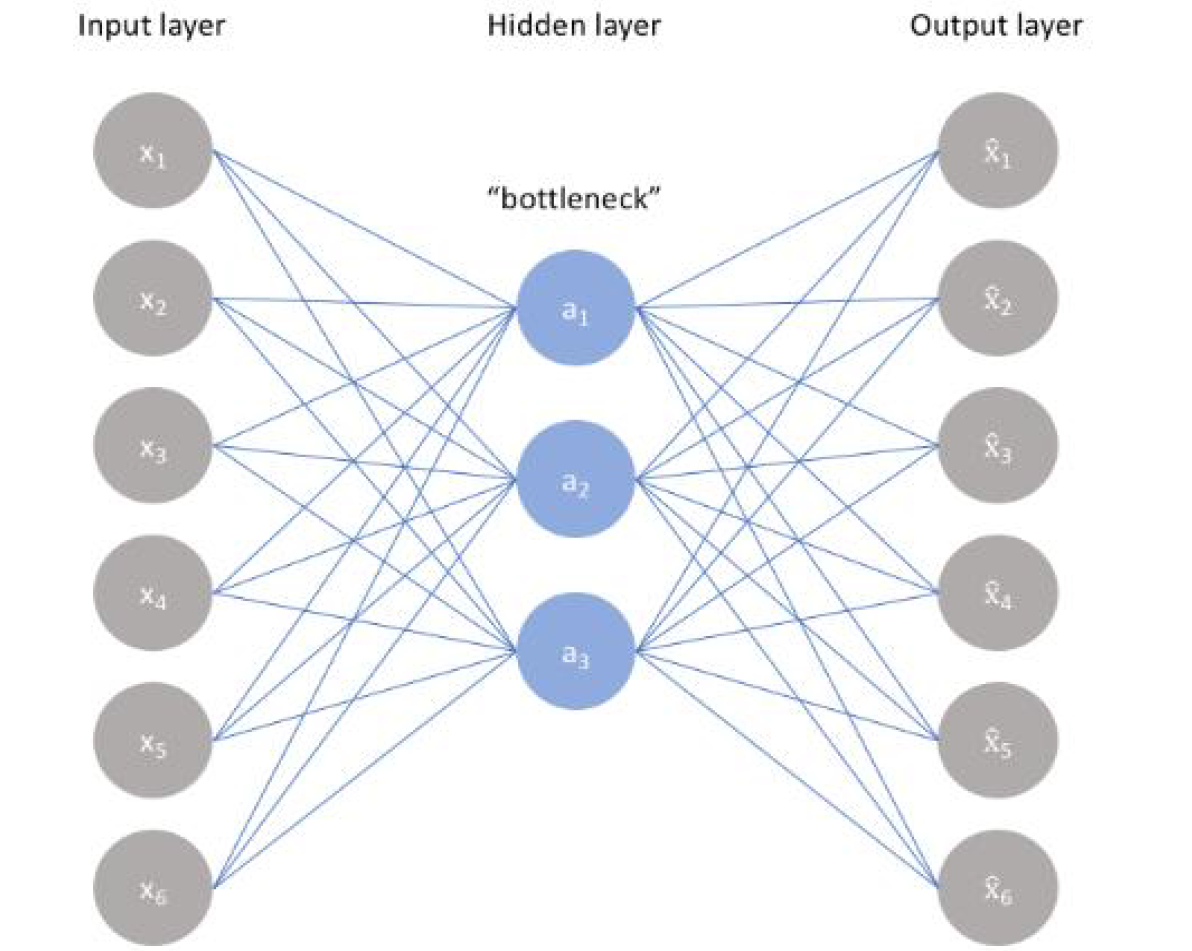 Input layer
Hidden layer
Output layer
“bottleneck”
x₁
x₂
x₃
x₄
x₅
x₆
a₁
a₂
a₃
x̂₁
x̂₂
x̂₃
x̂₄
x̂₅
x̂₆